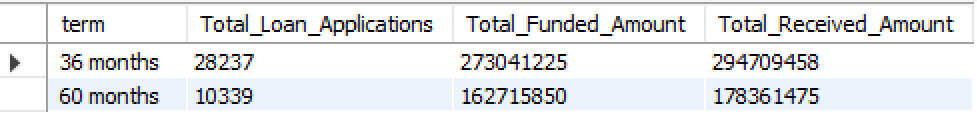 term Total_Loan_Applications Total_Funded_Amount Total_Received_Amount
36 months 28237 273041225 294709458
60 months 10339 162715850 178361475